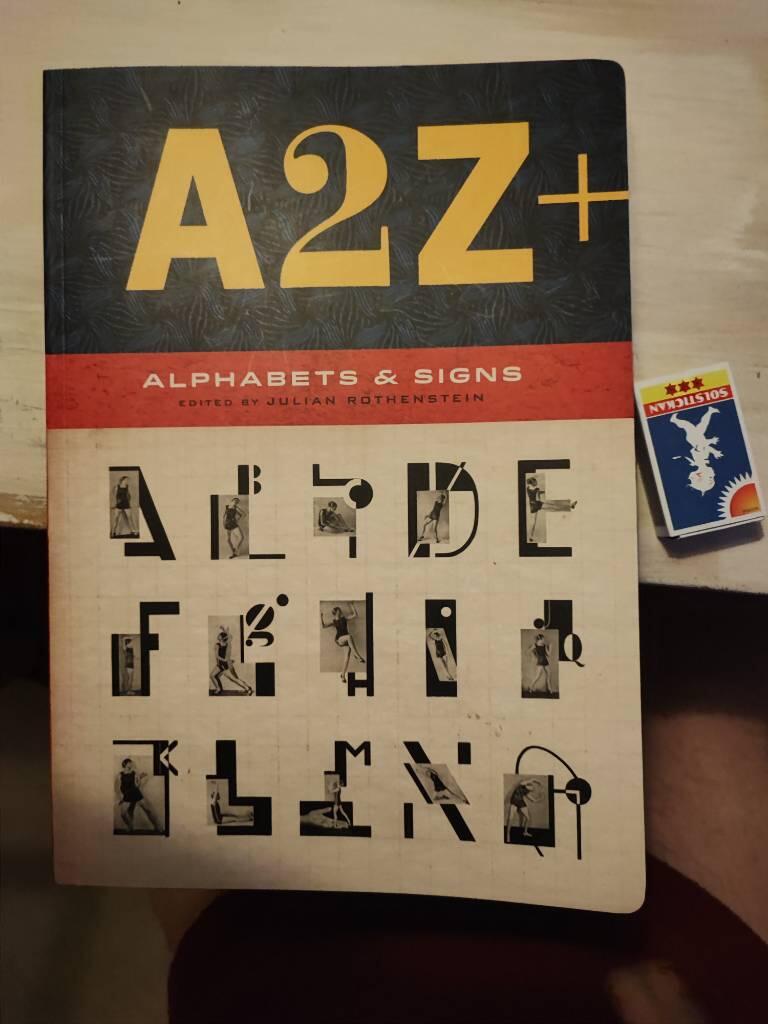 A2Z+
ALPHABETS & SIGNS
EDITED BY JULIAN ROTHENSTEIN
A B D E
F g H i J Q
K L M N
SOLSTICKAN